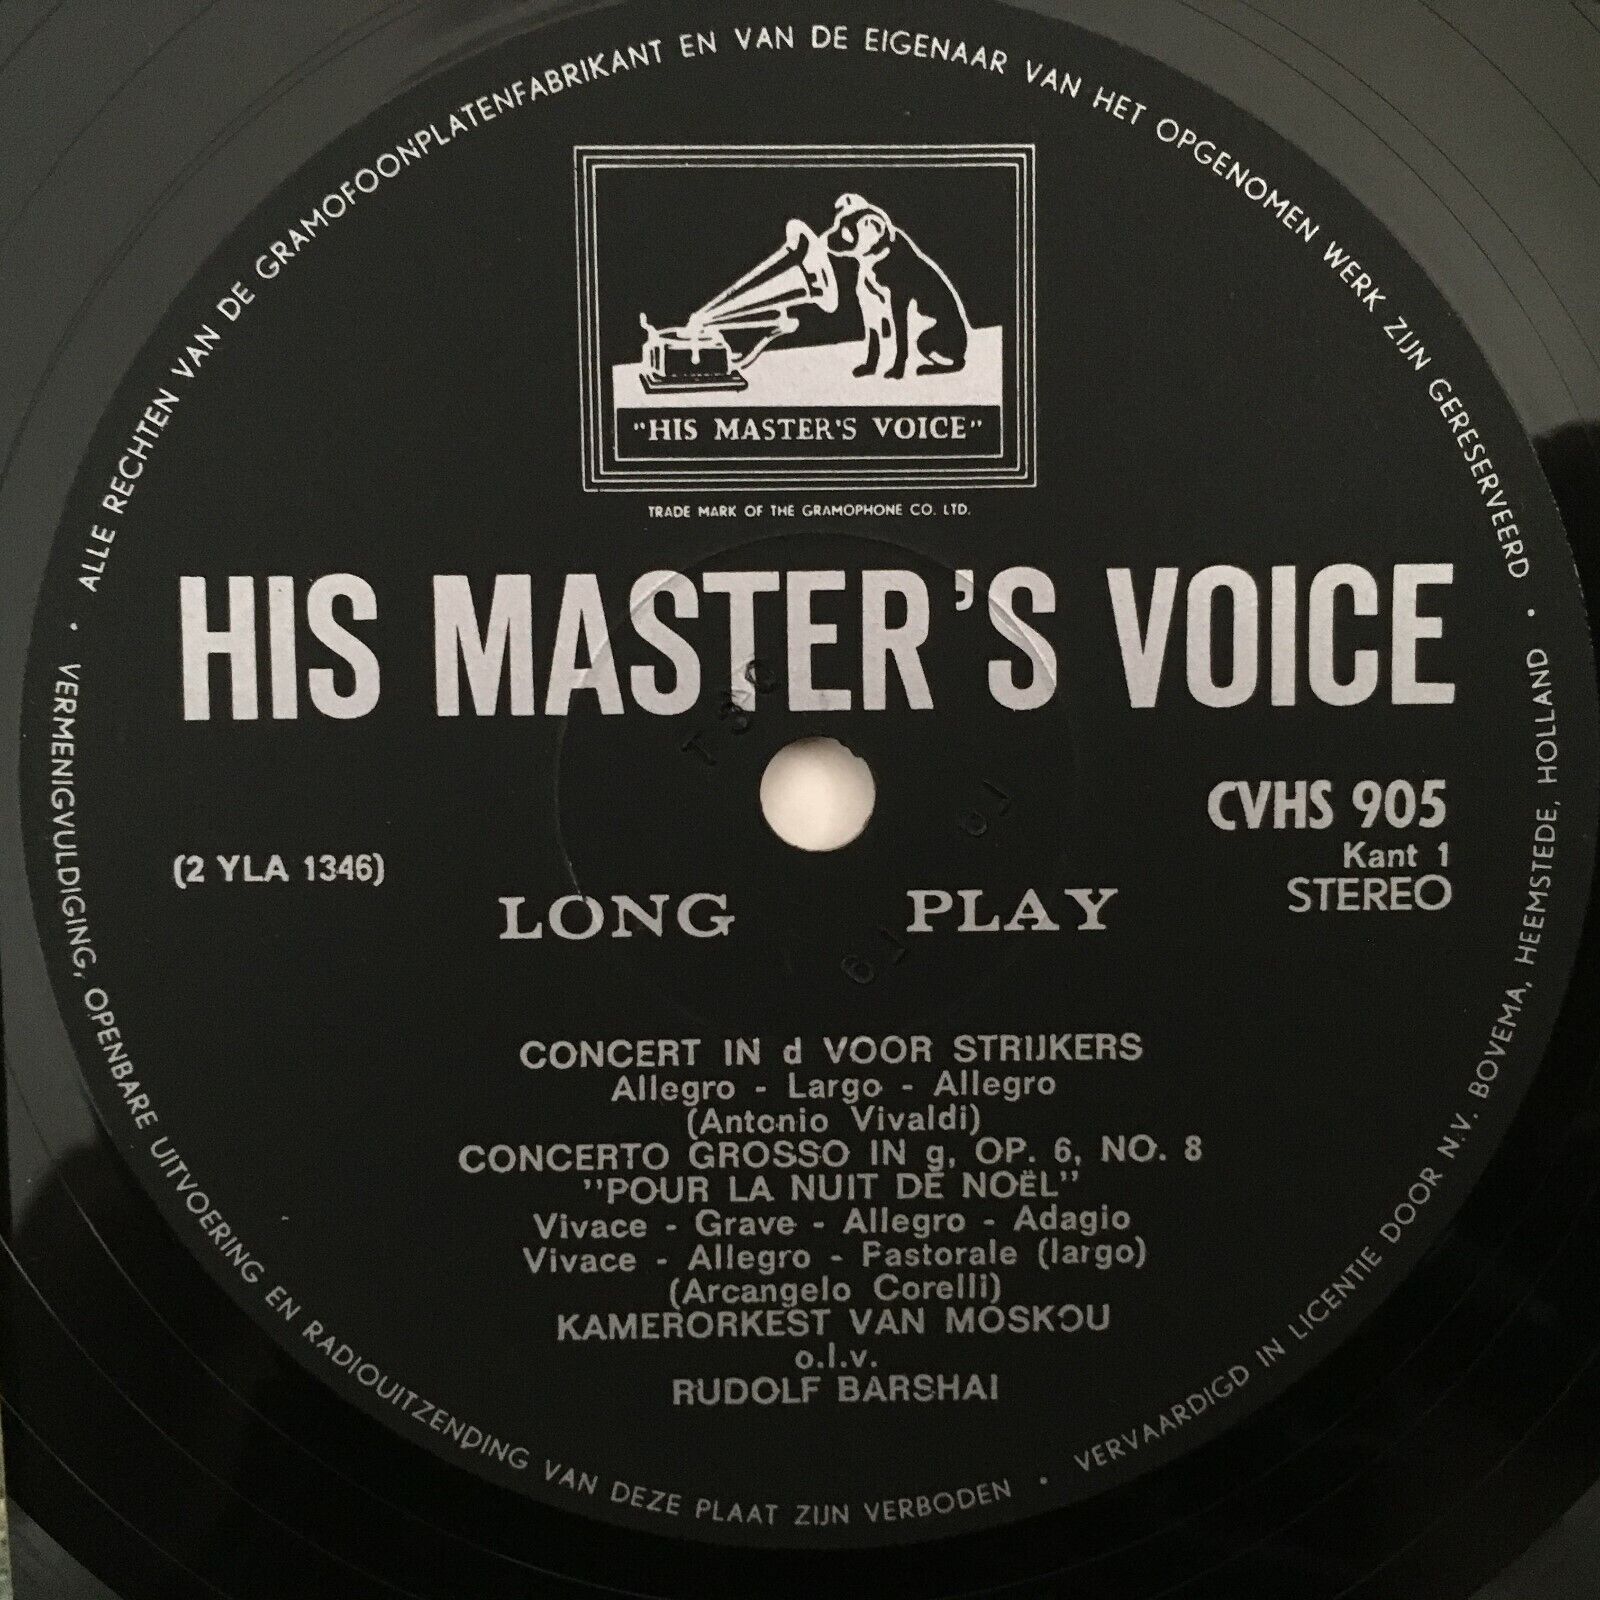 ALLE RECHTEN VAN DE GRAMOFOONPLATENFABRIKANT EN VAN DE EIGENAAR VAN HET OPGENOMEN WERK ZIJN GERESERVEERD •
"HIS MASTER'S VOICE"
TRADE MARK OF THE GRAMOPHONE CO. LTD.
HIS MASTER'S VOICE
CVHS 905
(2 YLA 1346)
Kant 1
STEREO
LONG PLAY
CONCERT IN d VOOR STRIJKERS
Allegro - Largo - Allegro
(Antonio Vivaldi)
CONCERTO GROSSO IN g, OP. 6, NO. 8
"POUR LA NUIT DE NOËL"
Vivace - Grave - Allegro - Adagio
Vivace - Allegro - Pastorale (largo)
(Arcangelo Corelli)
KAMERORKEST VAN MOSKOU
o.l.v.
RUDOLF BARSHAI
• VERMENIGVULDIGING, OPENBARE UITVOERING EN RADIOUITZENDING VAN DEZE PLAAT ZIJN VERBODEN •
VERVAARDIGD IN LICENTIE DOOR N.V. BOVEMA, HEEMSTEDE, HOLLAND